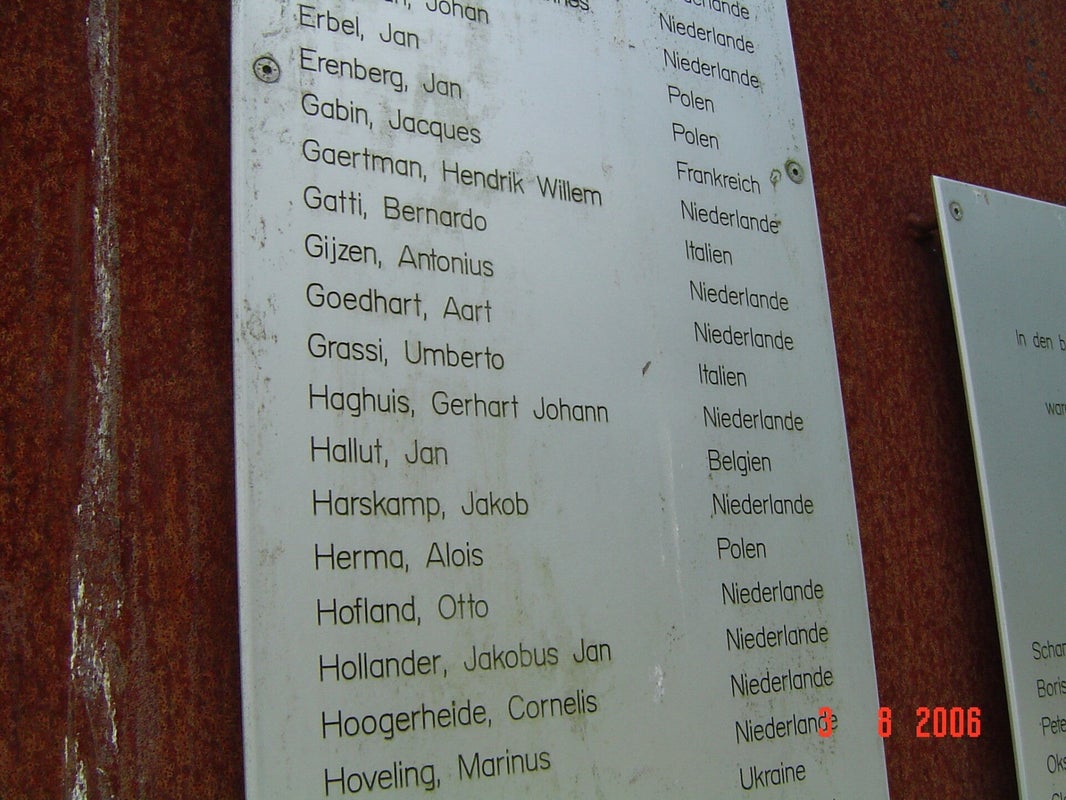 Niederlande
Johan Niederlande
Erbel, Jan Polen
Erenberg, Jan Polen
Gabin, Jacques Frankreich
Gaertman, Hendrik Willem Niederlande
Gatti, Bernardo Italien
Gijzen, Antonius Niederlande
Goedhart, Aart Niederlande
Grassi, Umberto Italien
Haghuis, Gerhart Johann Niederlande
Hallut, Jan Belgien
Harskamp, Jakob Niederlande
Herma, Alois Polen
Hofland, Otto Niederlande
Hollander, Jakobus Jan Niederlande
Hoogerheide, Cornelis Niederlande
Hoveling, Marinus Niederlande
Ukraine
In den
Boris
3 8 2006